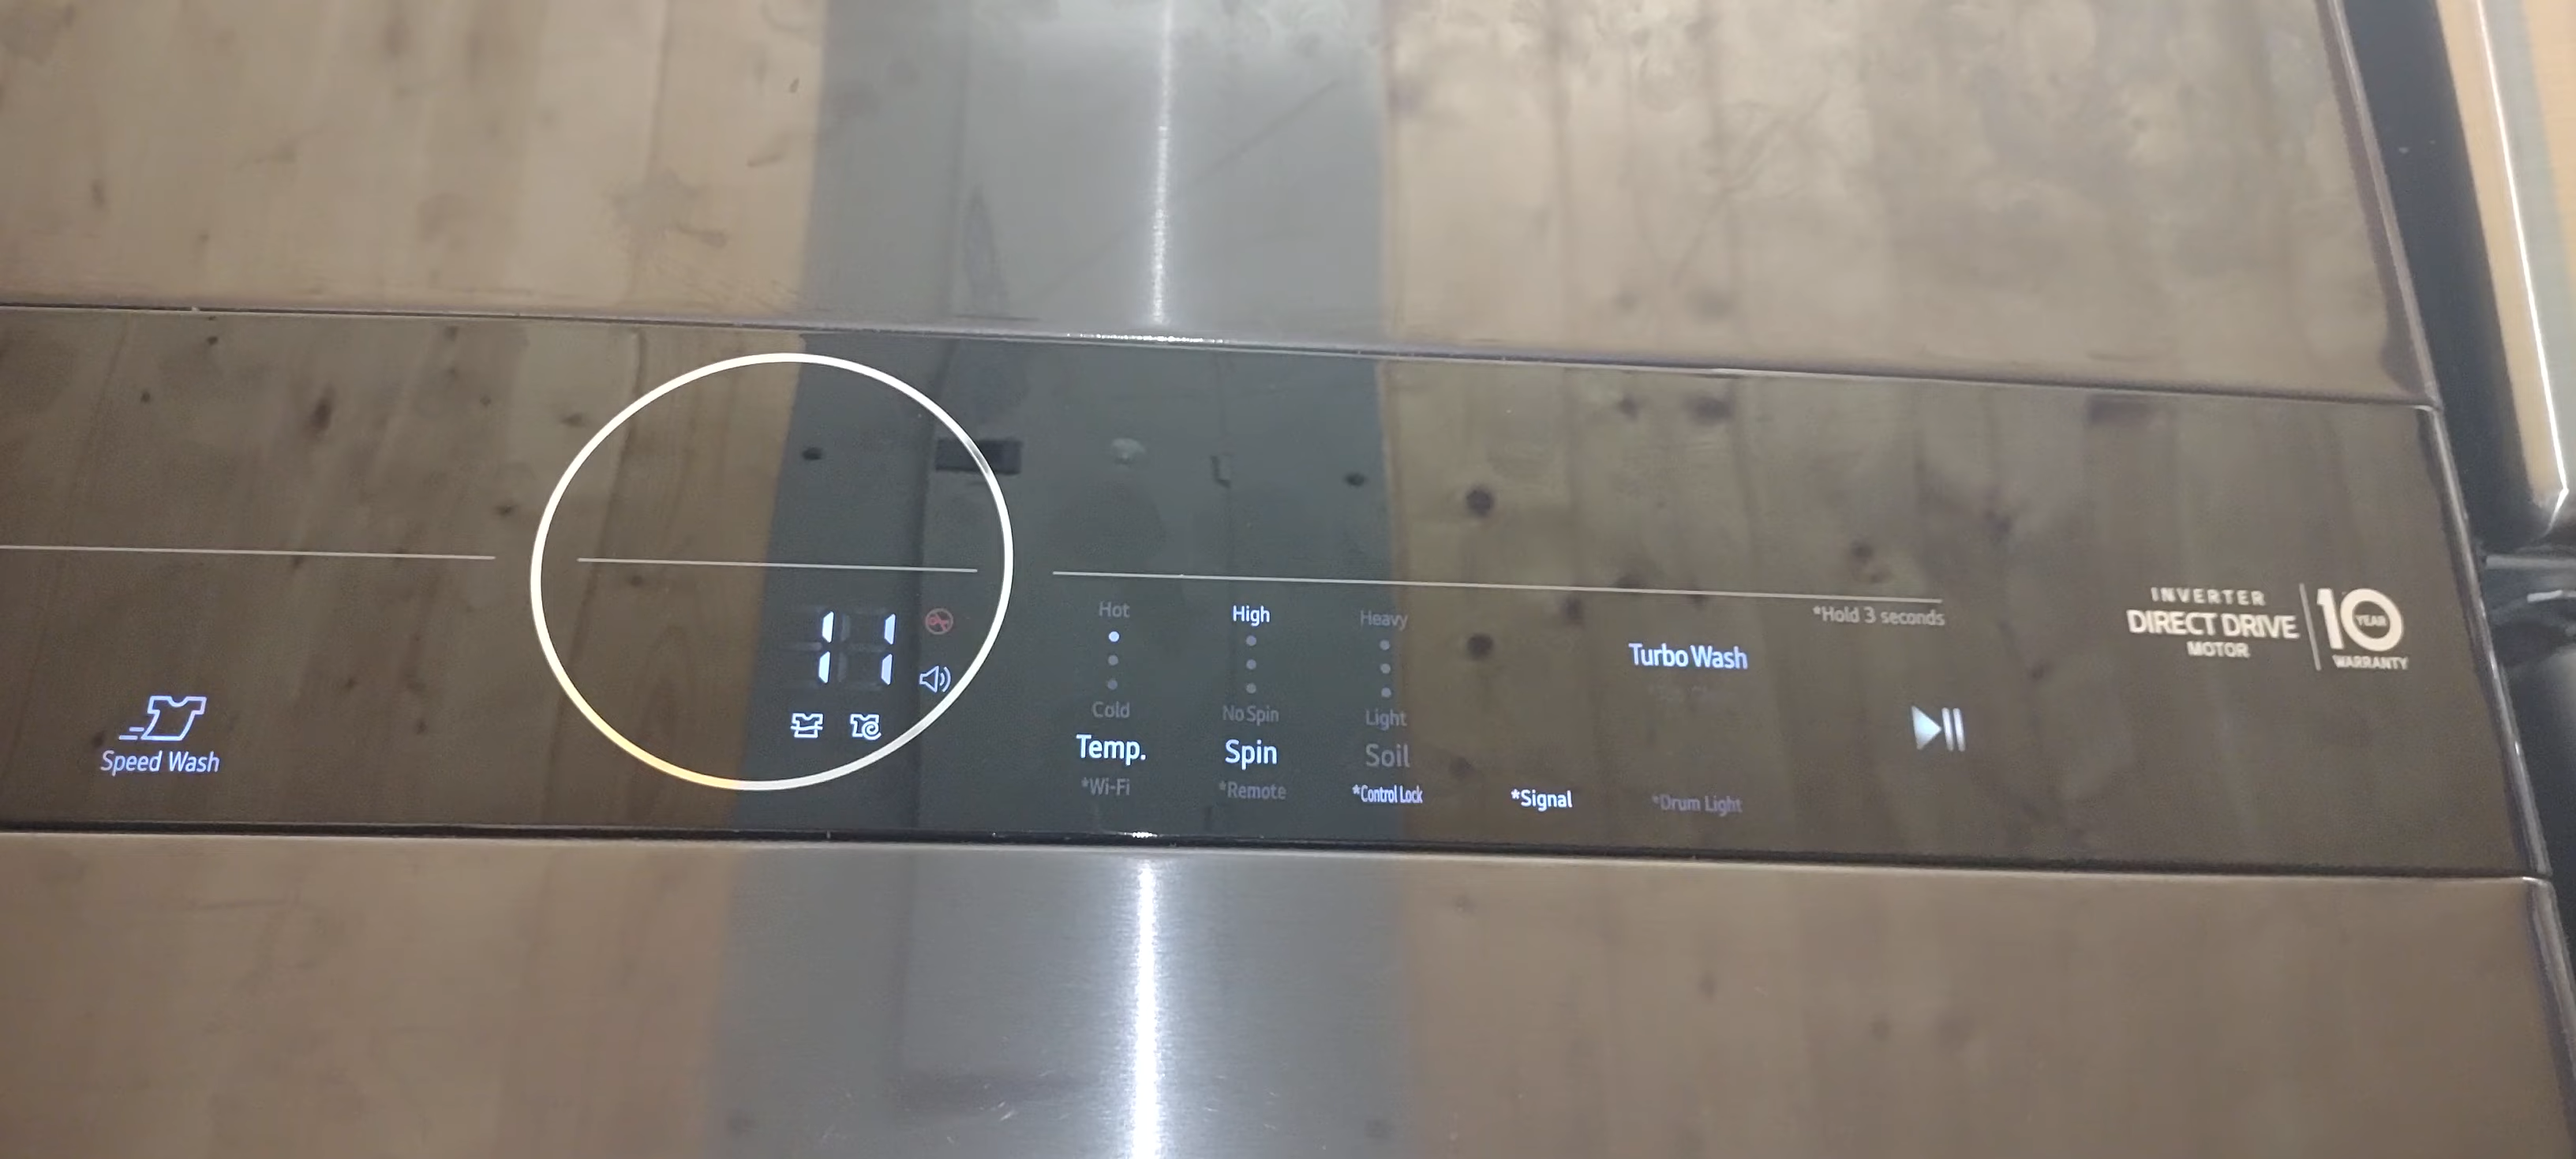 Speed Wash
11
Hot
Cold
Temp.
*Wi-Fi
High
No Spin
Spin
*Remote
Heavy
Light
Soil
*Control Lock
*Signal
Turbo Wash
*Drum Light
*Hold 3 seconds
INVERTER
DIRECT DRIVE
MOTOR
10
YEAR
WARRANTY